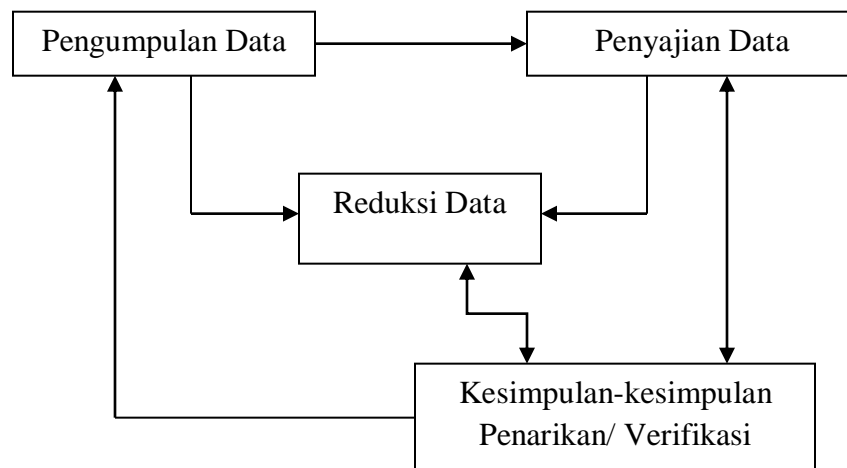 Pengumpulan Data
Penyajian Data
Reduksi Data
Kesimpulan-kesimpulan
Penarikan/ Verifikasi